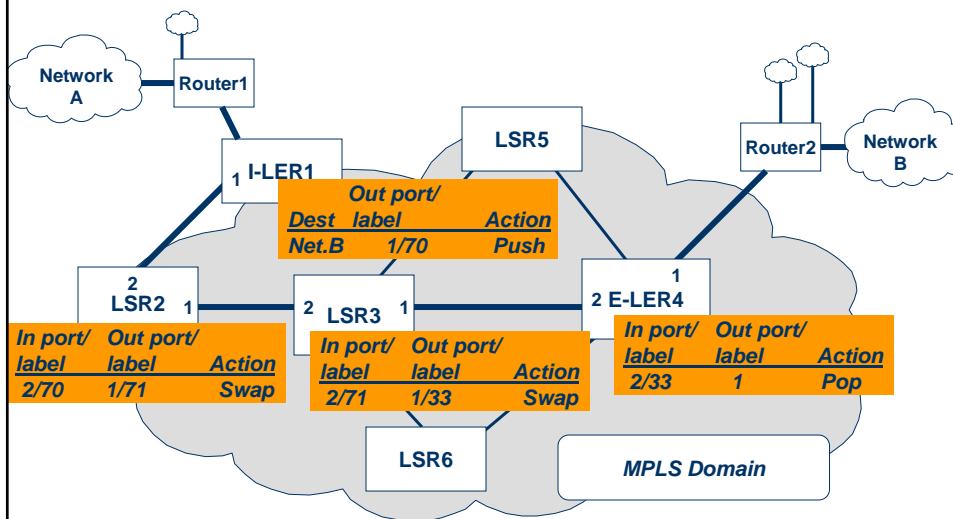 Network
A
Router1
I-LER1
1
LSR5
Router2
Network
B
Out port/
Dest label Action
Net.B 1/70 Push
2
LSR2
1
2
LSR3
1
1
2 E-LER4
In port/ Out port/
label label Action
2/70 1/71 Swap
In port/ Out port/
label label Action
2/71 1/33 Swap
In port/ Out port/
label label Action
2/33 1 Pop
LSR6
MPLS Domain